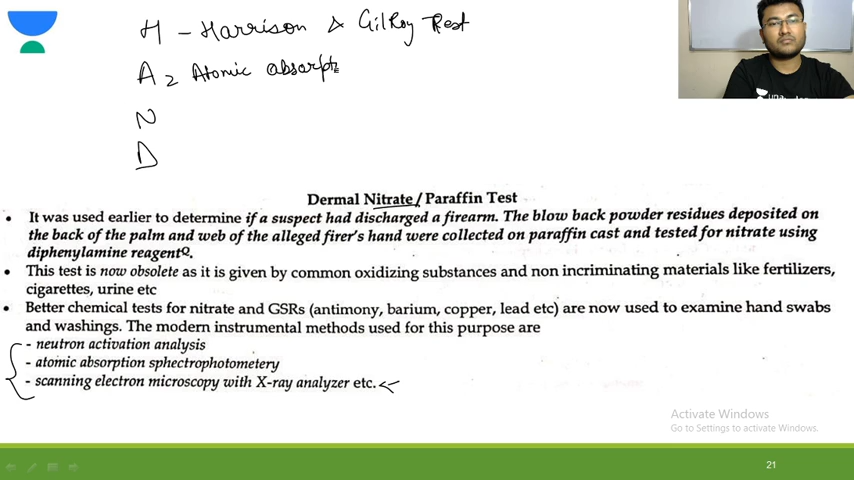 H - Harrison & Gilroy Test
A₂ Atomic absorpt
N
D
Dermal Nitrate/ Paraffin Test
• It was used earlier to determine if a suspect had discharged a firearm. The blow back powder residues deposited on
the back of the palm and web of the alleged firer's hand were collected on paraffin cast and tested for nitrate using
diphenylamine reagentQ.
• This test is now obsolete as it is given by common oxidizing substances and non incriminating materials like fertilizers,
cigarettes, urine etc
• Better chemical tests for nitrate and GSRs (antimony, barium, copper, lead etc) are now used to examine hand swabs
and washings. The modern instrumental methods used for this purpose are
- neutron activation analysis
- atomic absorption sphectrophotometery
- scanning electron microscopy with X-ray analyzer etc.
Activate Windows
Go to Settings to activate Windows.
21